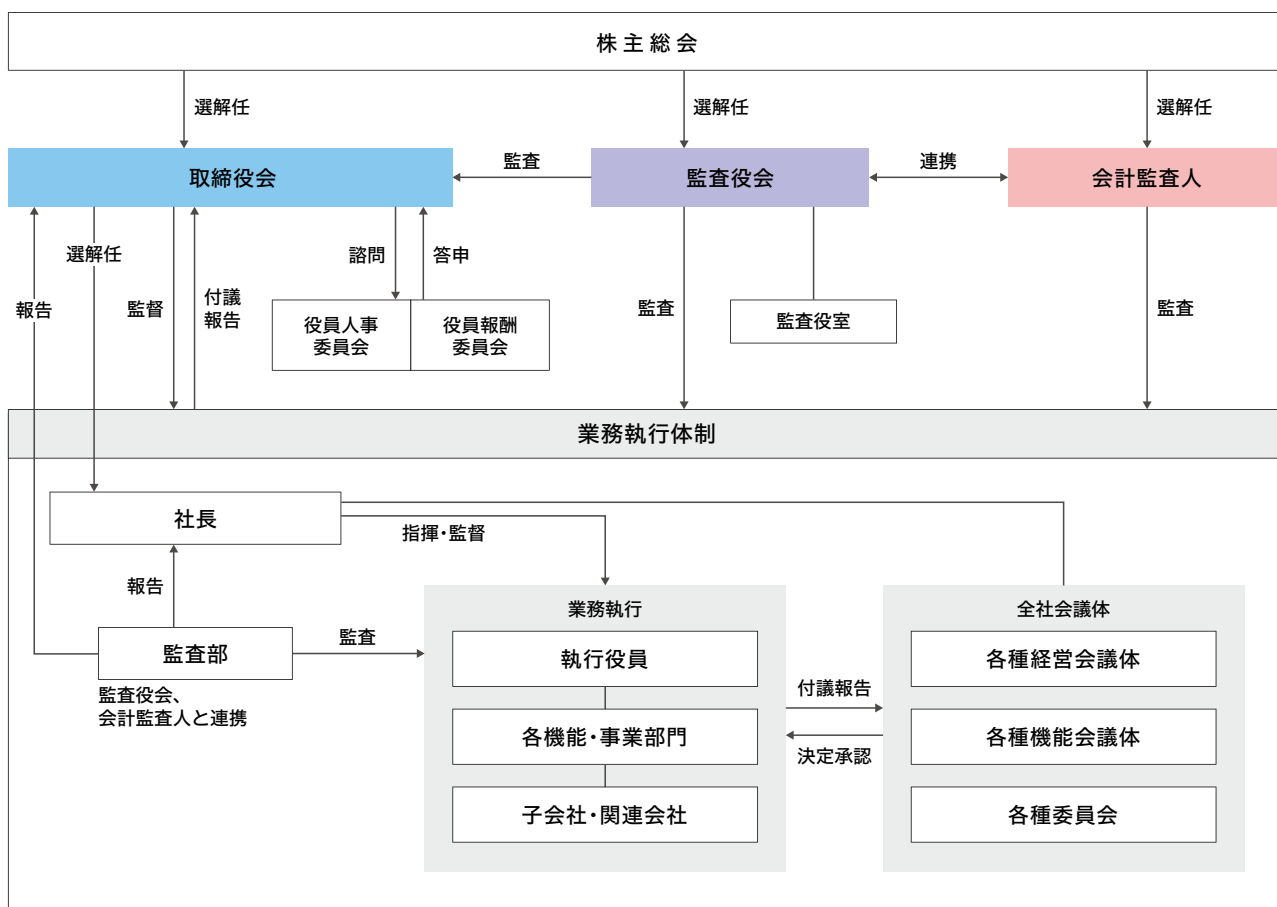 株主総会
選解任
選解任
選解任
取締役会
監査
監査役会
連携
会計監査人
選解任
諮問
答申
報告
監督
付議
報告
役員人事
委員会
役員報酬
委員会
監査
監査役室
監査
業務執行体制
社長
指揮・監督
報告
監査部
監査
監査役会、
会計監査人と連携
業務執行
執行役員
各機能・事業部門
子会社・関連会社
付議報告
決定承認
全社会議体
各種経営会議体
各種機能会議体
各種委員会